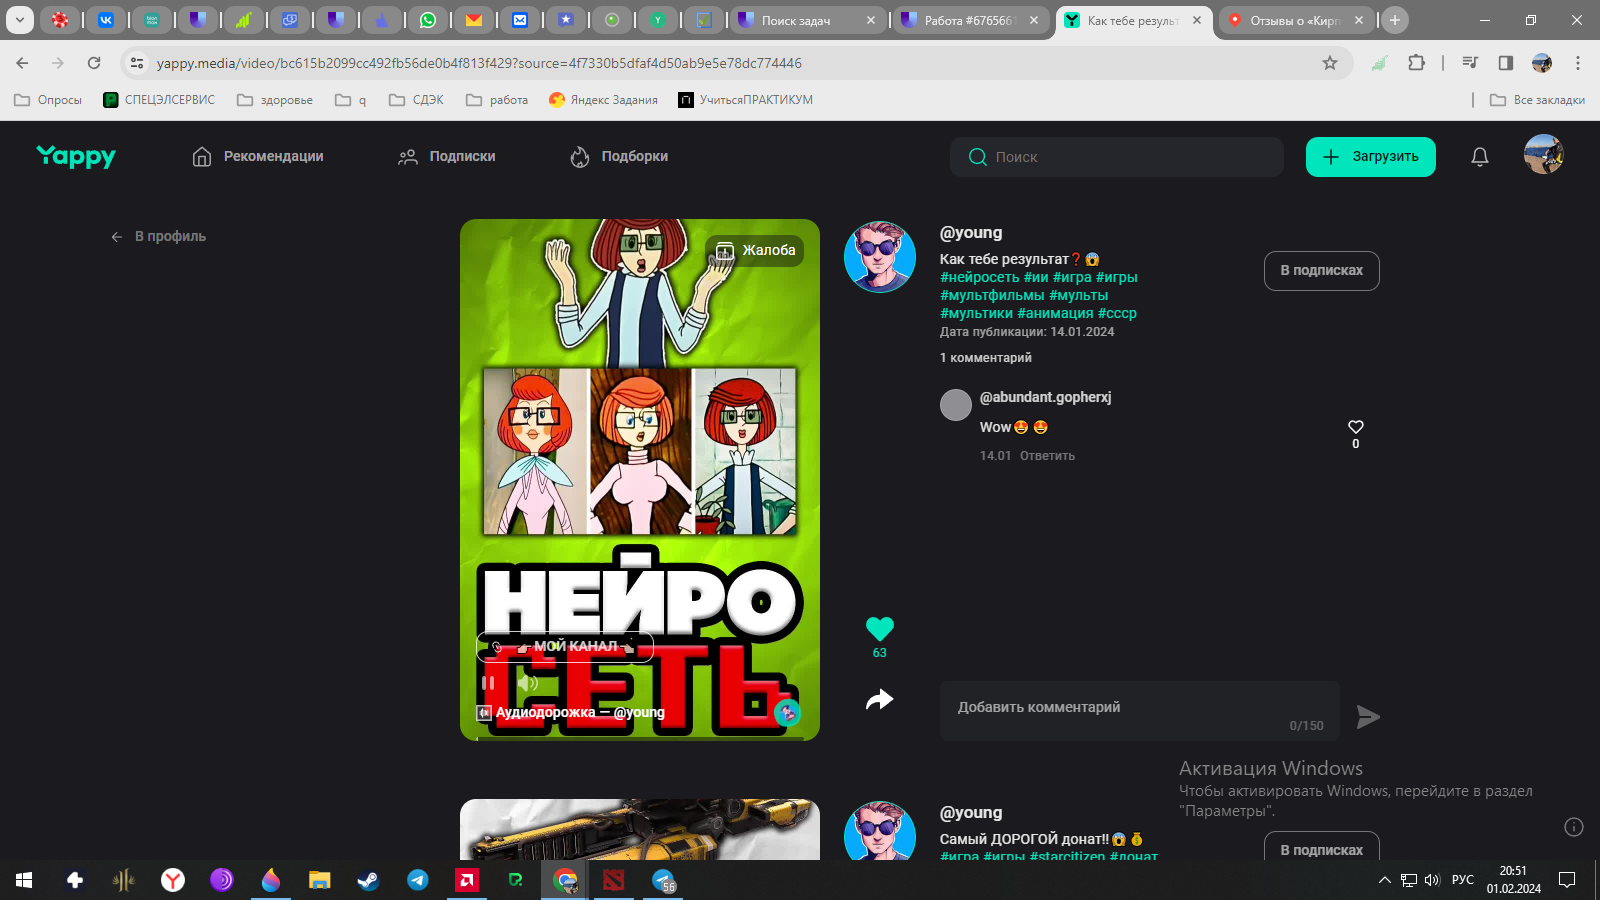 Поиск задач
Работа #6765661
Как тебе результ
Отзывы о «Кирп
yappy.media/video/bc615b2099cc492fb56de0b4f813f429?source=4f7330b5dfaf4d50ab9e5e78dc774446
Опросы
СПЕЦЭЛСЕРВИС
здоровье
q
СДЭК
работа
Яндекс Задания
УчитьсяПРАКТИКУМ
Все закладки
Yappy
Рекомендации
Подписки
Подборки
Поиск
Загрузить
В профиль
Жалоба
НЕЙРО
СЕТЬ
МОЙ КАНАЛ
Аудиодорожка — @young
@young
Как тебе результат❓😱
#нейросеть #ии #игра #игры
#мультфильмы #мульты
#мультики #анимация #ссср
Дата публикации: 14.01.2024
В подписках
1 комментарий
@abundant.gopherxj
Wow🤩 🤩
14.01 Ответить
0
63
Добавить комментарий
0/150
Активация Windows
Чтобы активировать Windows, перейдите в раздел
"Параметры".
@young
Самый ДОРОГОЙ донат!! 😱 💰
#игра #игры #starcitizen #донат
В подписках
56
РУС
20:51
01.02.2024